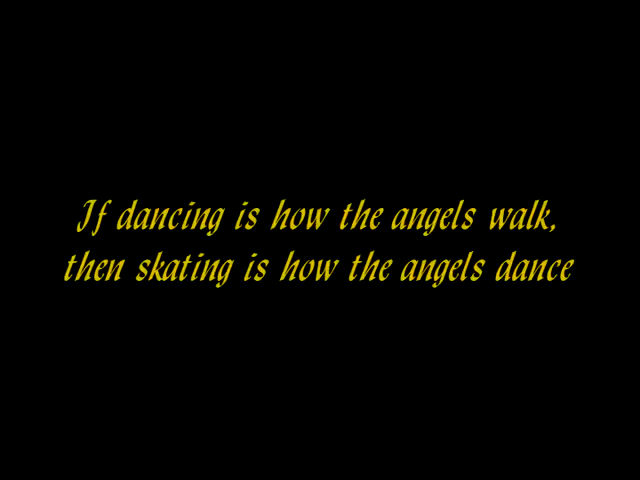 If dancing is how the angels walk,
then skating is how the angels dance